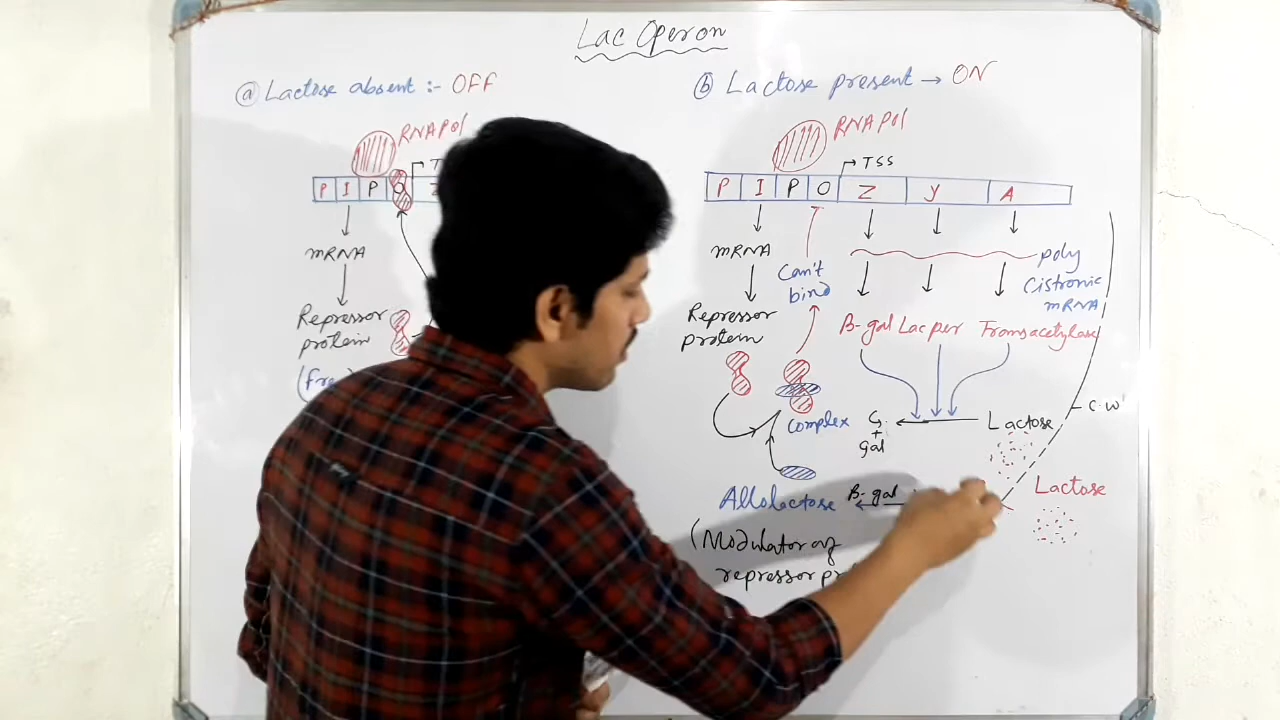 Lac Operon
ⓐ Lactose absent :- OFF
RNA Pol
P I P O
mRNA
Repressor
protein
ⓑ Lactose present → ON
RNA Pol
TSS
P I P O Z Y A
mRNA
Can't
bind
poly
Cistronic
mRNA
Repressor
protein
B-gal Lac per Transacetylase
complex
G
+
gal
Lactose
C.W
Allolactose
B-gal
Lactose
(Modulator of
repressor